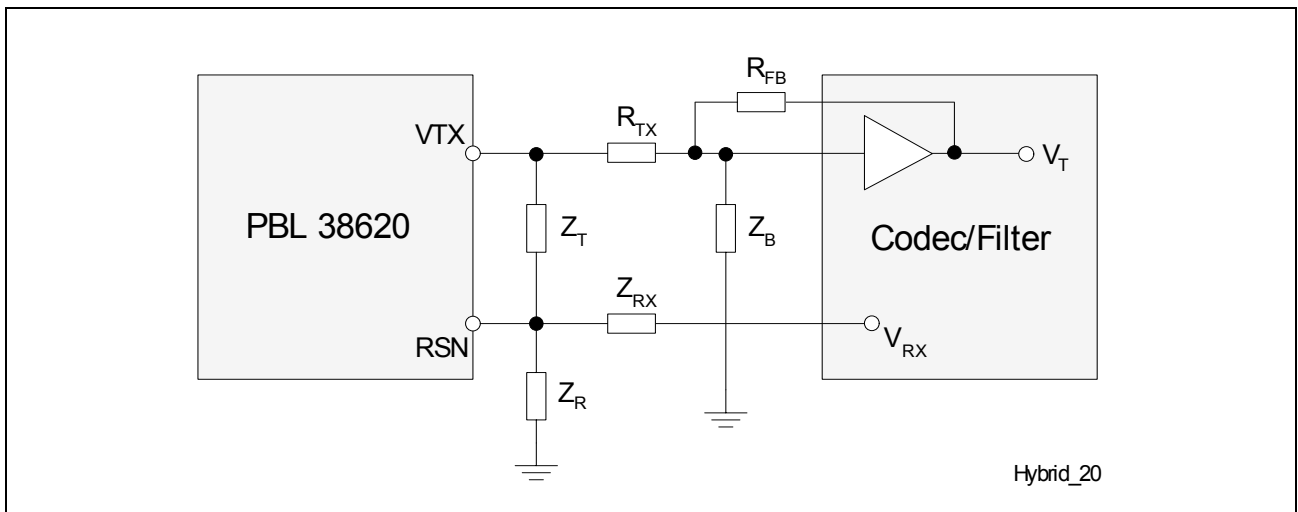 R_FB
VTX
R_TX
V_T
PBL 38620
Z_T
Z_B
Codec/Filter
Z_RX
RSN
V_RX
Z_R
Hybrid_20